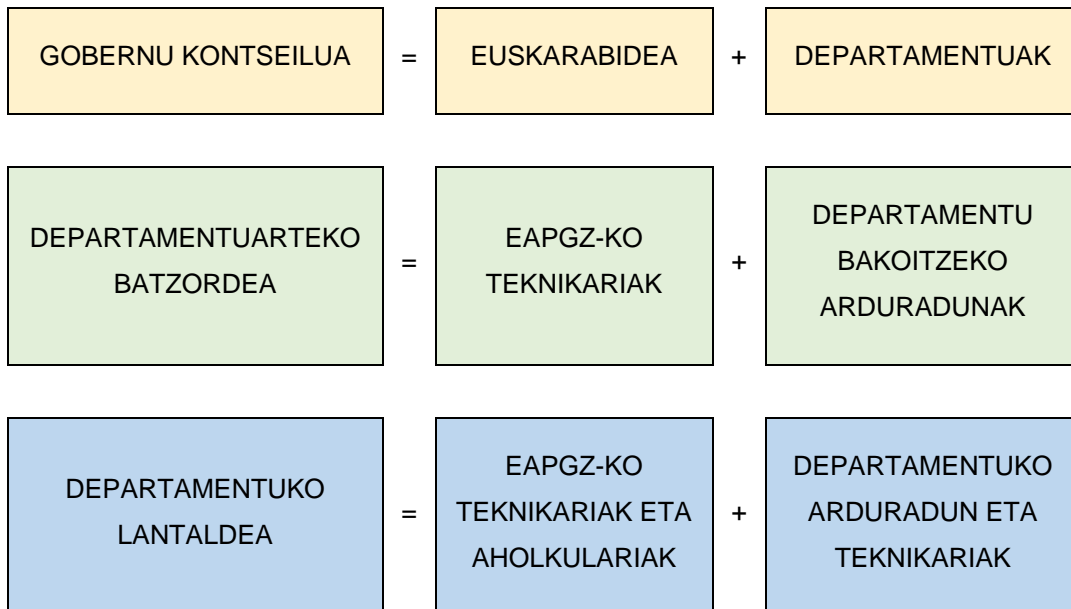 GOBERNU KONTSEILUA = EUSKARABIDEA + DEPARTAMENTUAK
DEPARTAMENTUARTEKO
BATZORDEA
=
EAPGZ-KO
TEKNIKARIAK
+
DEPARTAMENTU
BAKOITZEKO
ARDURADUNAK
DEPARTAMENTUKO
LANTALDEA
=
EAPGZ-KO
TEKNIKARIAK ETA
AHOLKULARIAK
+
DEPARTAMENTUKO
ARDURADUN ETA
TEKNIKARIAK